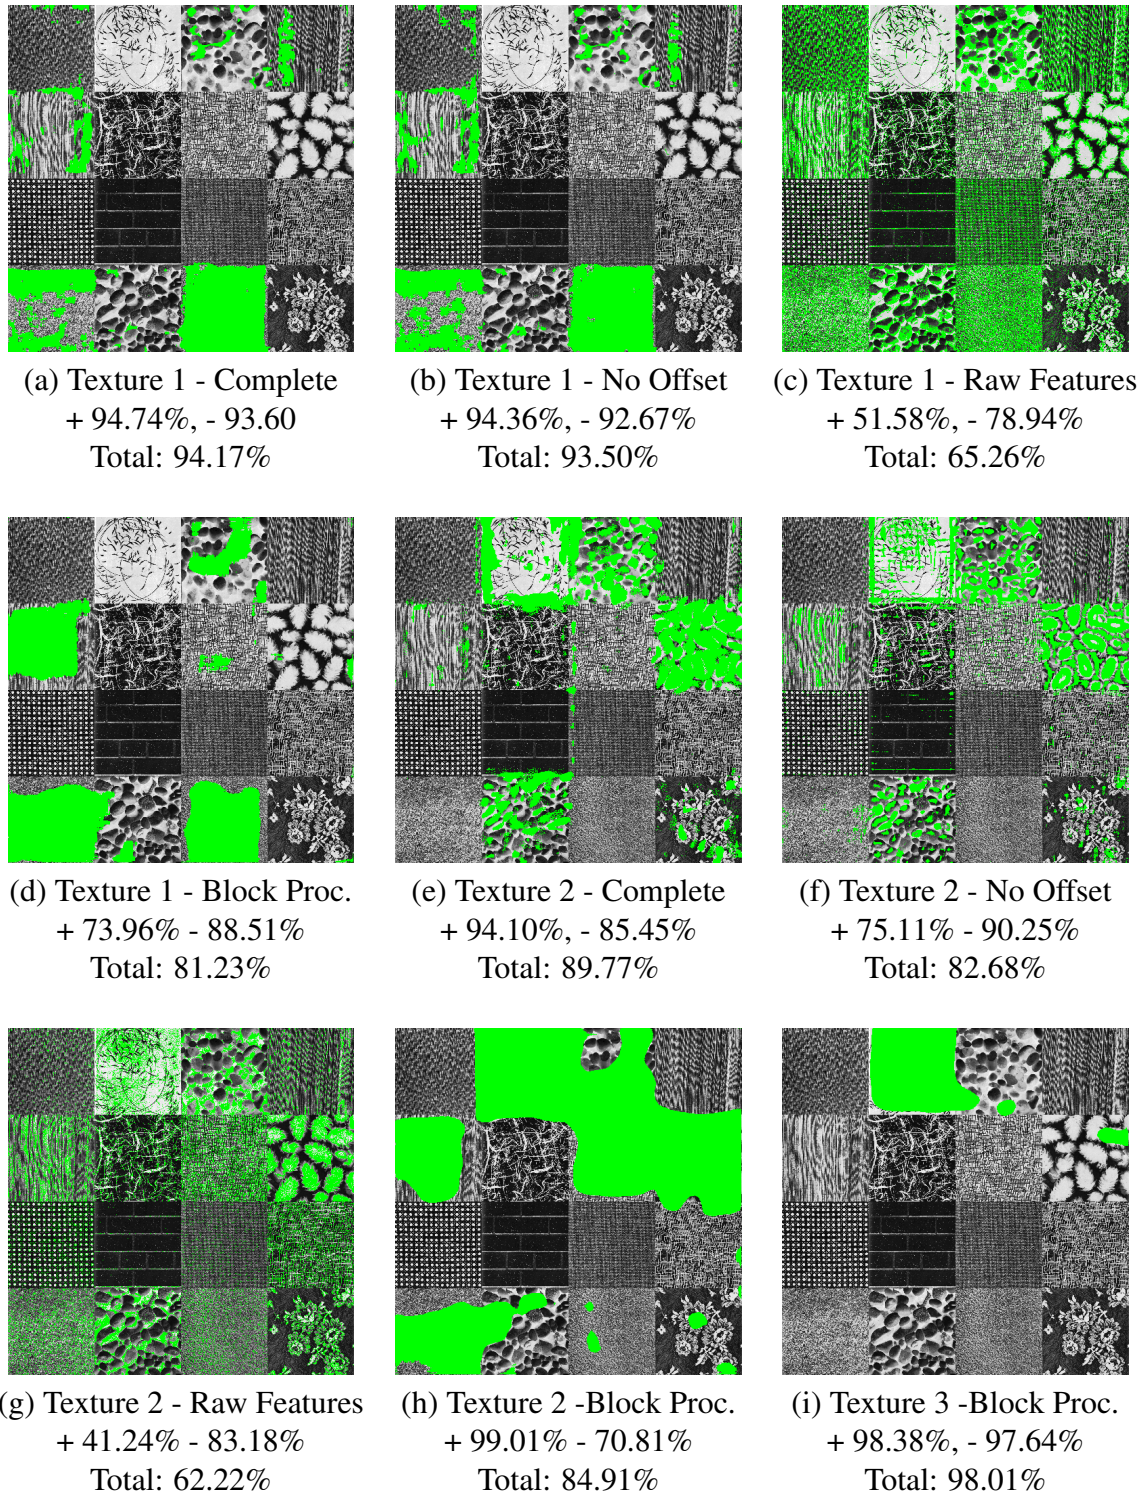 (a) Texture 1 - Complete
+ 94.74%, - 93.60
Total: 94.17%
(b) Texture 1 - No Offset
+ 94.36%, - 92.67%
Total: 93.50%
(c) Texture 1 - Raw Features
+ 51.58%, - 78.94%
Total: 65.26%
(d) Texture 1 - Block Proc.
+ 73.96% - 88.51%
Total: 81.23%
(e) Texture 2 - Complete
+ 94.10%, - 85.45%
Total: 89.77%
(f) Texture 2 - No Offset
+ 75.11% - 90.25%
Total: 82.68%
(g) Texture 2 - Raw Features
+ 41.24% - 83.18%
Total: 62.22%
(h) Texture 2 -Block Proc.
+ 99.01% - 70.81%
Total: 84.91%
(i) Texture 3 -Block Proc.
+ 98.38%, - 97.64%
Total: 98.01%